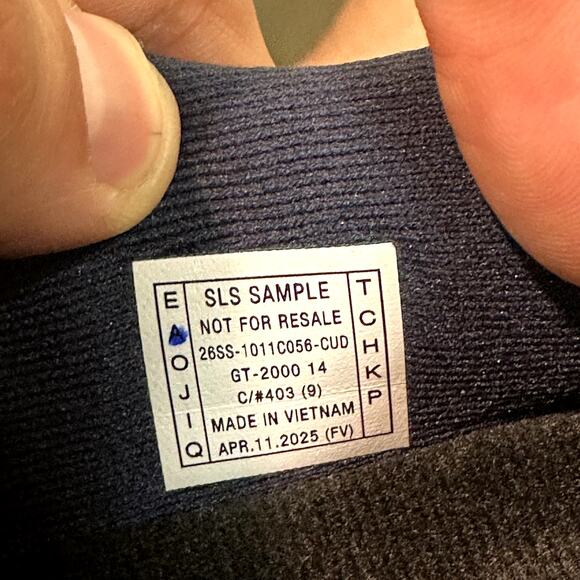 E
A
O
J
I
Q
SLS SAMPLE
NOT FOR RESALE
26SS-1011C056-CUD
GT-2000 14
C/#403 (9)
MADE IN VIETNAM
APR.11.2025 (FV)
T
C
H
K
P